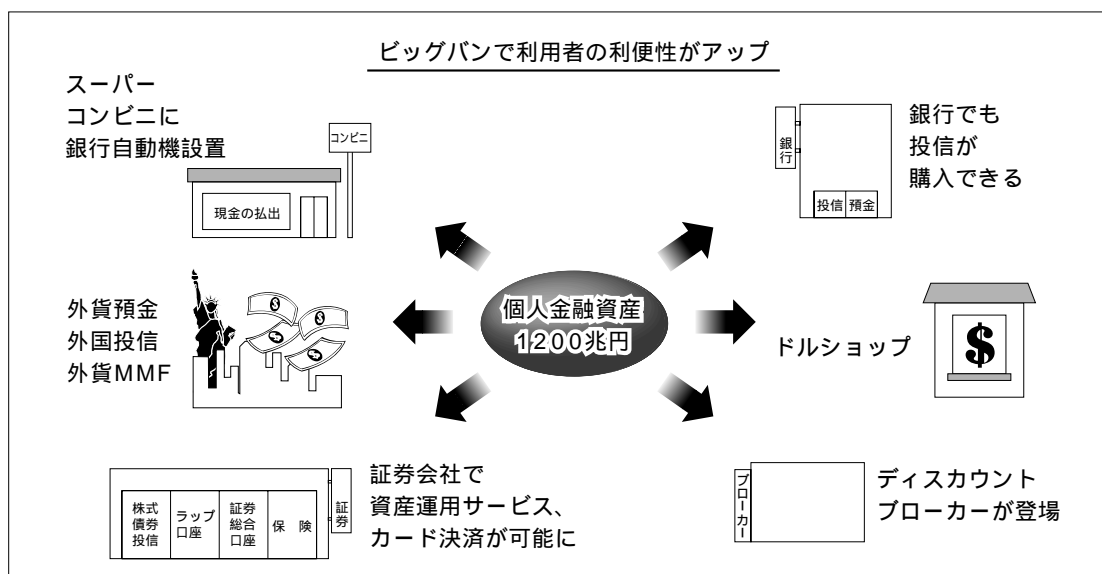 ビッグバンで利用者の利便性がアップ
スーパー
コンビニに
銀行自動機設置
コンビニ
現金の払出
銀行
投信 預金
銀行でも
投信が
購入できる
外貨預金
外国投信
外貨MMF
$
$
$
$
個人金融資産
1200兆円
ドルショップ
$
株式
債券
投信
ラップ
口座
証券
総合
口座
保 険
証券
証券会社で
資産運用サービス、
カード決済が可能に
ブローカー
ディスカウント
ブローカーが登場